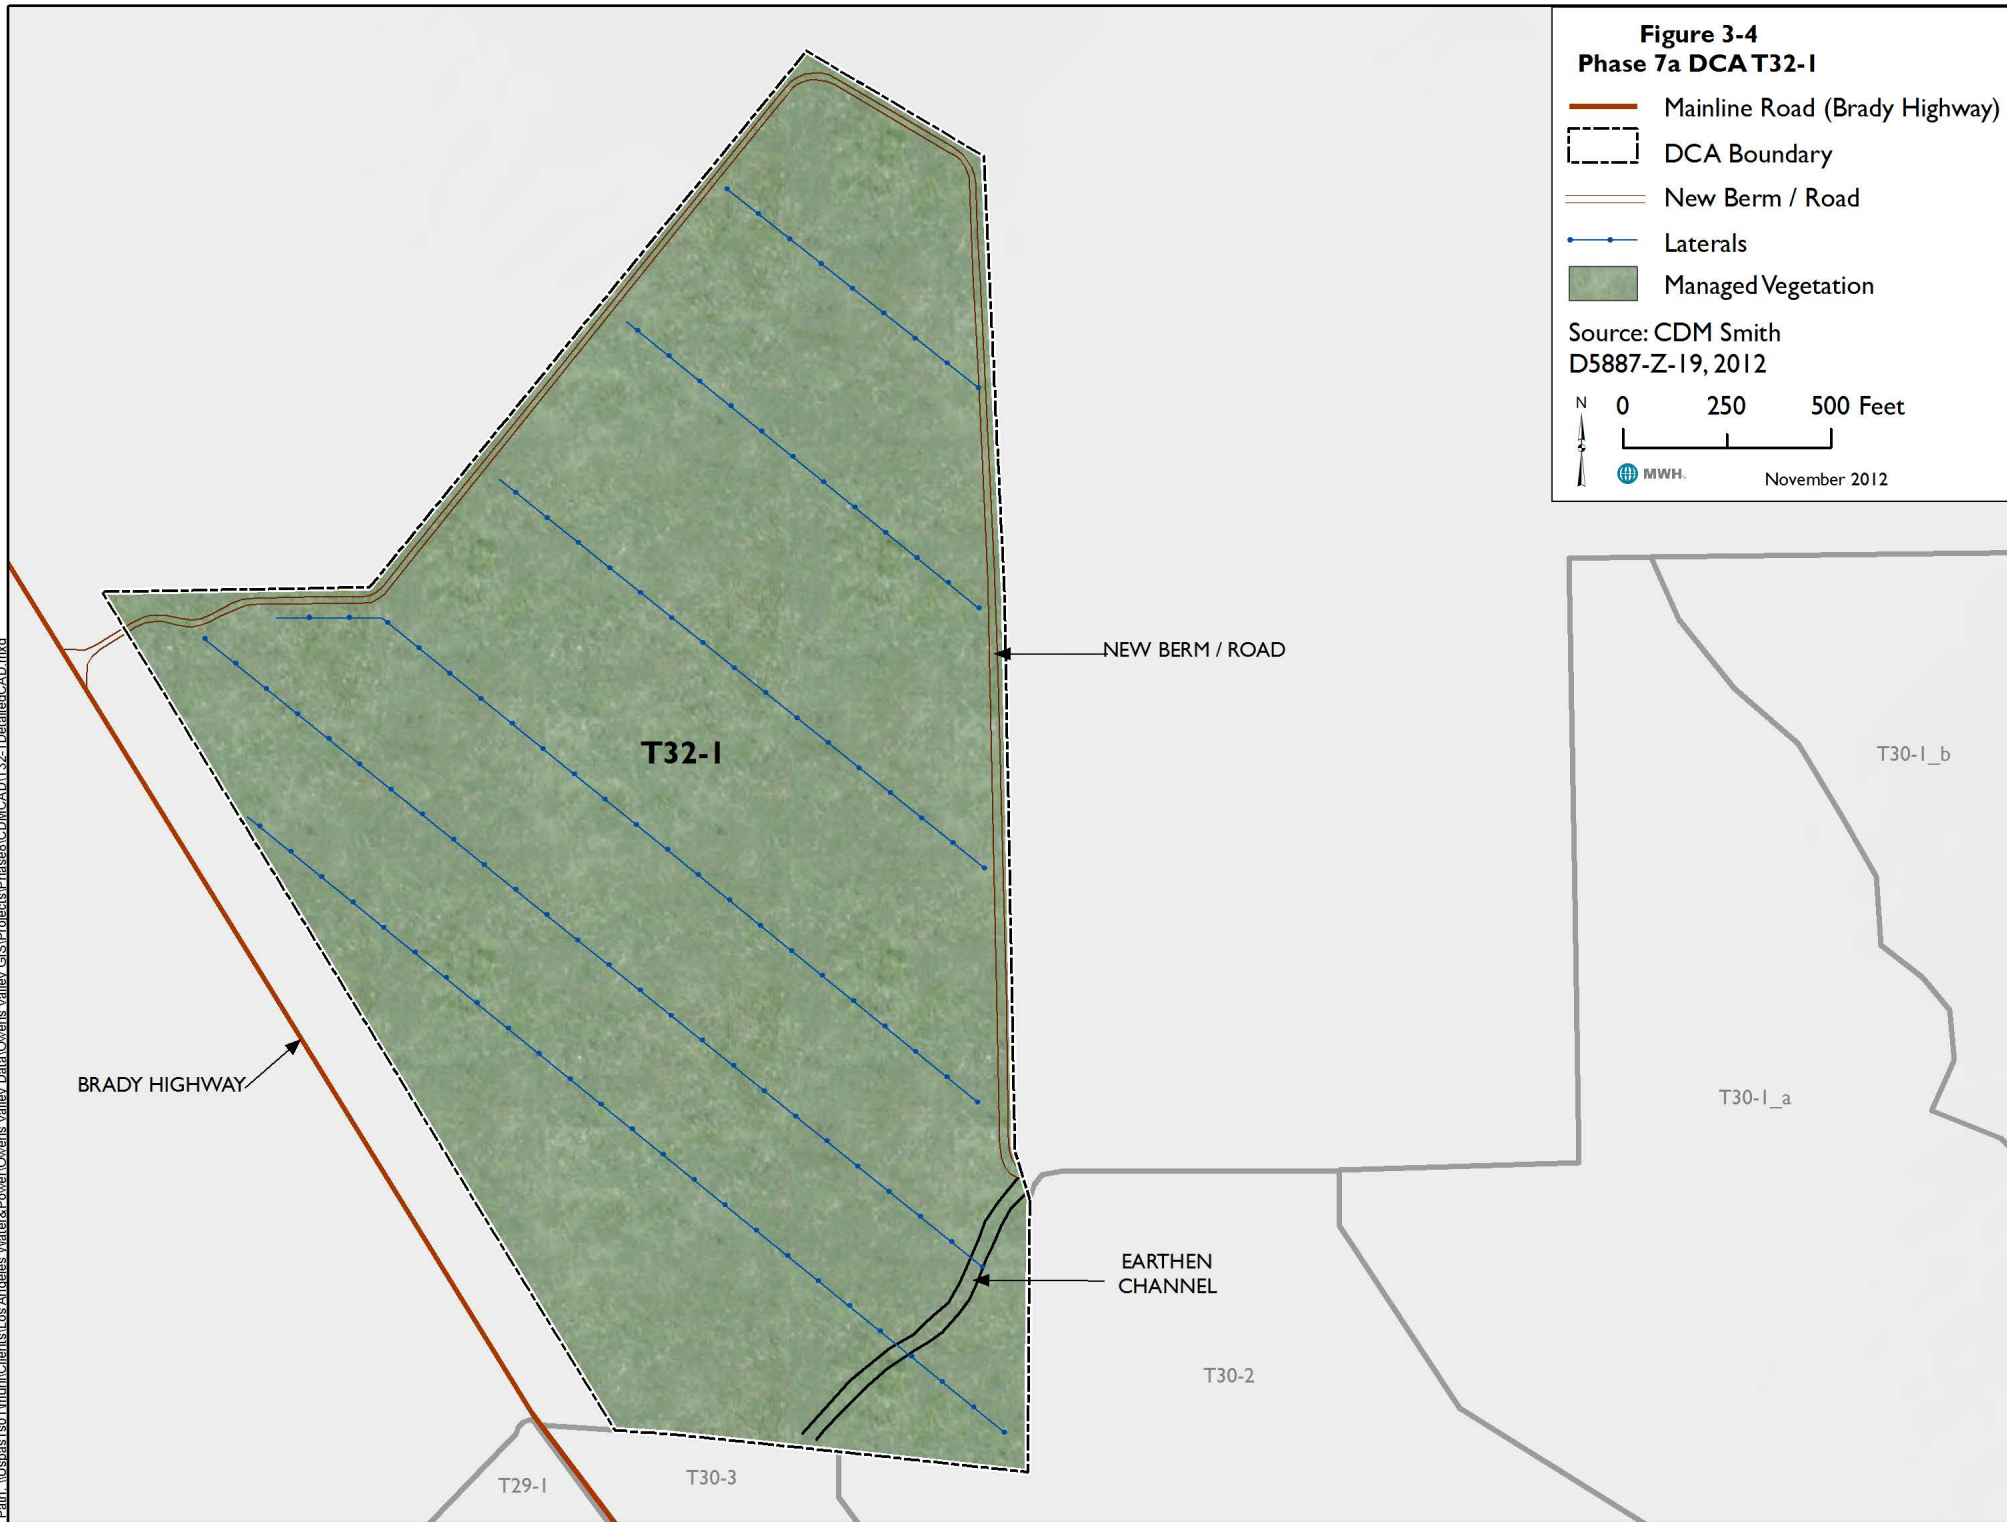 Figure 3-4
Phase 7a DCA T32-1
Mainline Road (Brady Highway)
DCA Boundary
New Berm / Road
Laterals
Managed Vegetation
Source: CDM Smith
D5887-Z-19, 2012
N
0 250 500 Feet
MWH
November 2012
NEW BERM / ROAD
T32-1
T30-1_b
BRADY HIGHWAY
T30-1_a
EARTHEN
CHANNEL
T30-2
T29-1
T30-3